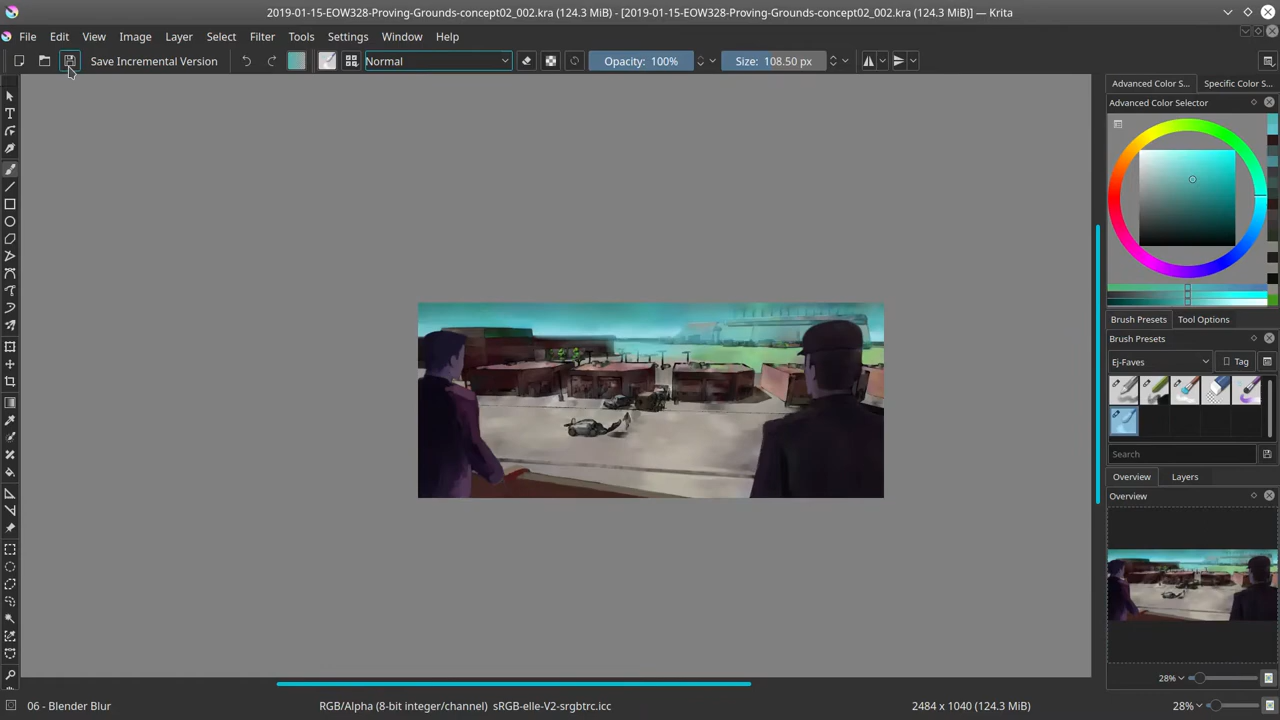 2019-01-15-EOW328-Proving-Grounds-concept02_002.kra (124.3 MiB) - [2019-01-15-EOW328-Proving-Grounds-concept02_002.kra (124.3 MiB)] — Krita
File Edit View Image Layer Select Filter Tools Settings Window Help
Save Incremental Version Normal Opacity: 100% Size: 108.50 px
Advanced Color S... Specific Color S...
Advanced Color Selector
Brush Presets Tool Options
Brush Presets
Ej-Faves Tag
Search
Overview Layers
Overview
28%
06 - Blender Blur RGB/Alpha (8-bit integer/channel) sRGB-elle-V2-srgbtrc.icc 2484 x 1040 (124.3 MiB) 28%